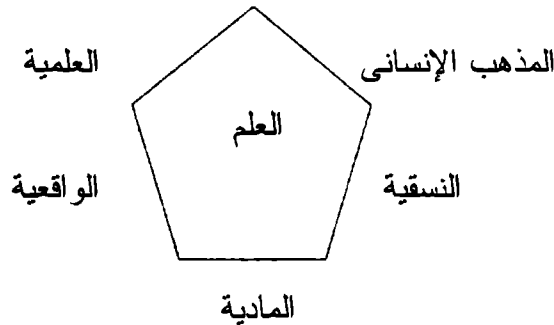 المذهب الإنسانى
العلمية
العلم
النسقية
الواقعية
المادية